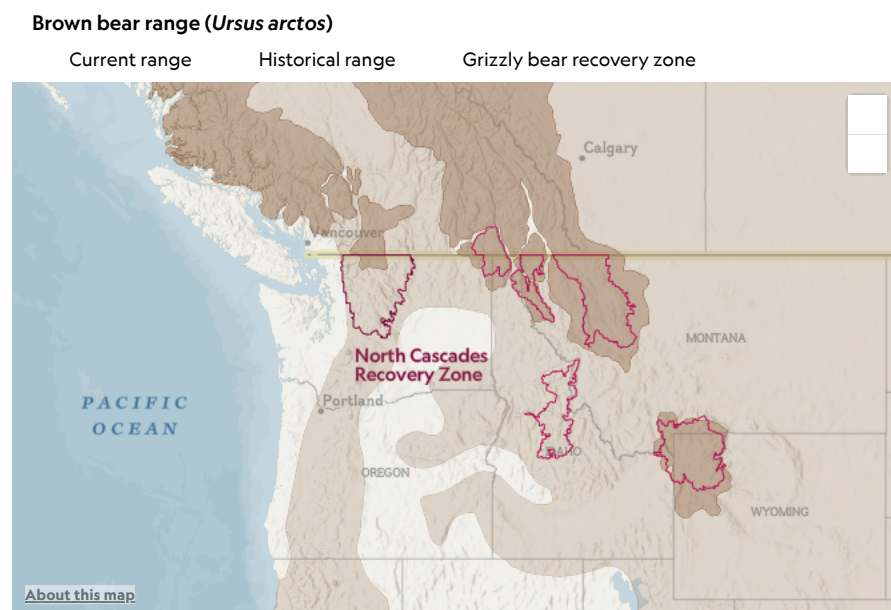 Brown bear range (Ursus arctos)
Current range Historical range Grizzly bear recovery zone
Calgary
Vancouver
MONTANA
North Cascades
Recovery Zone
PACIFIC
OCEAN
Portland
IDAHO
OREGON
WYOMING
About this map